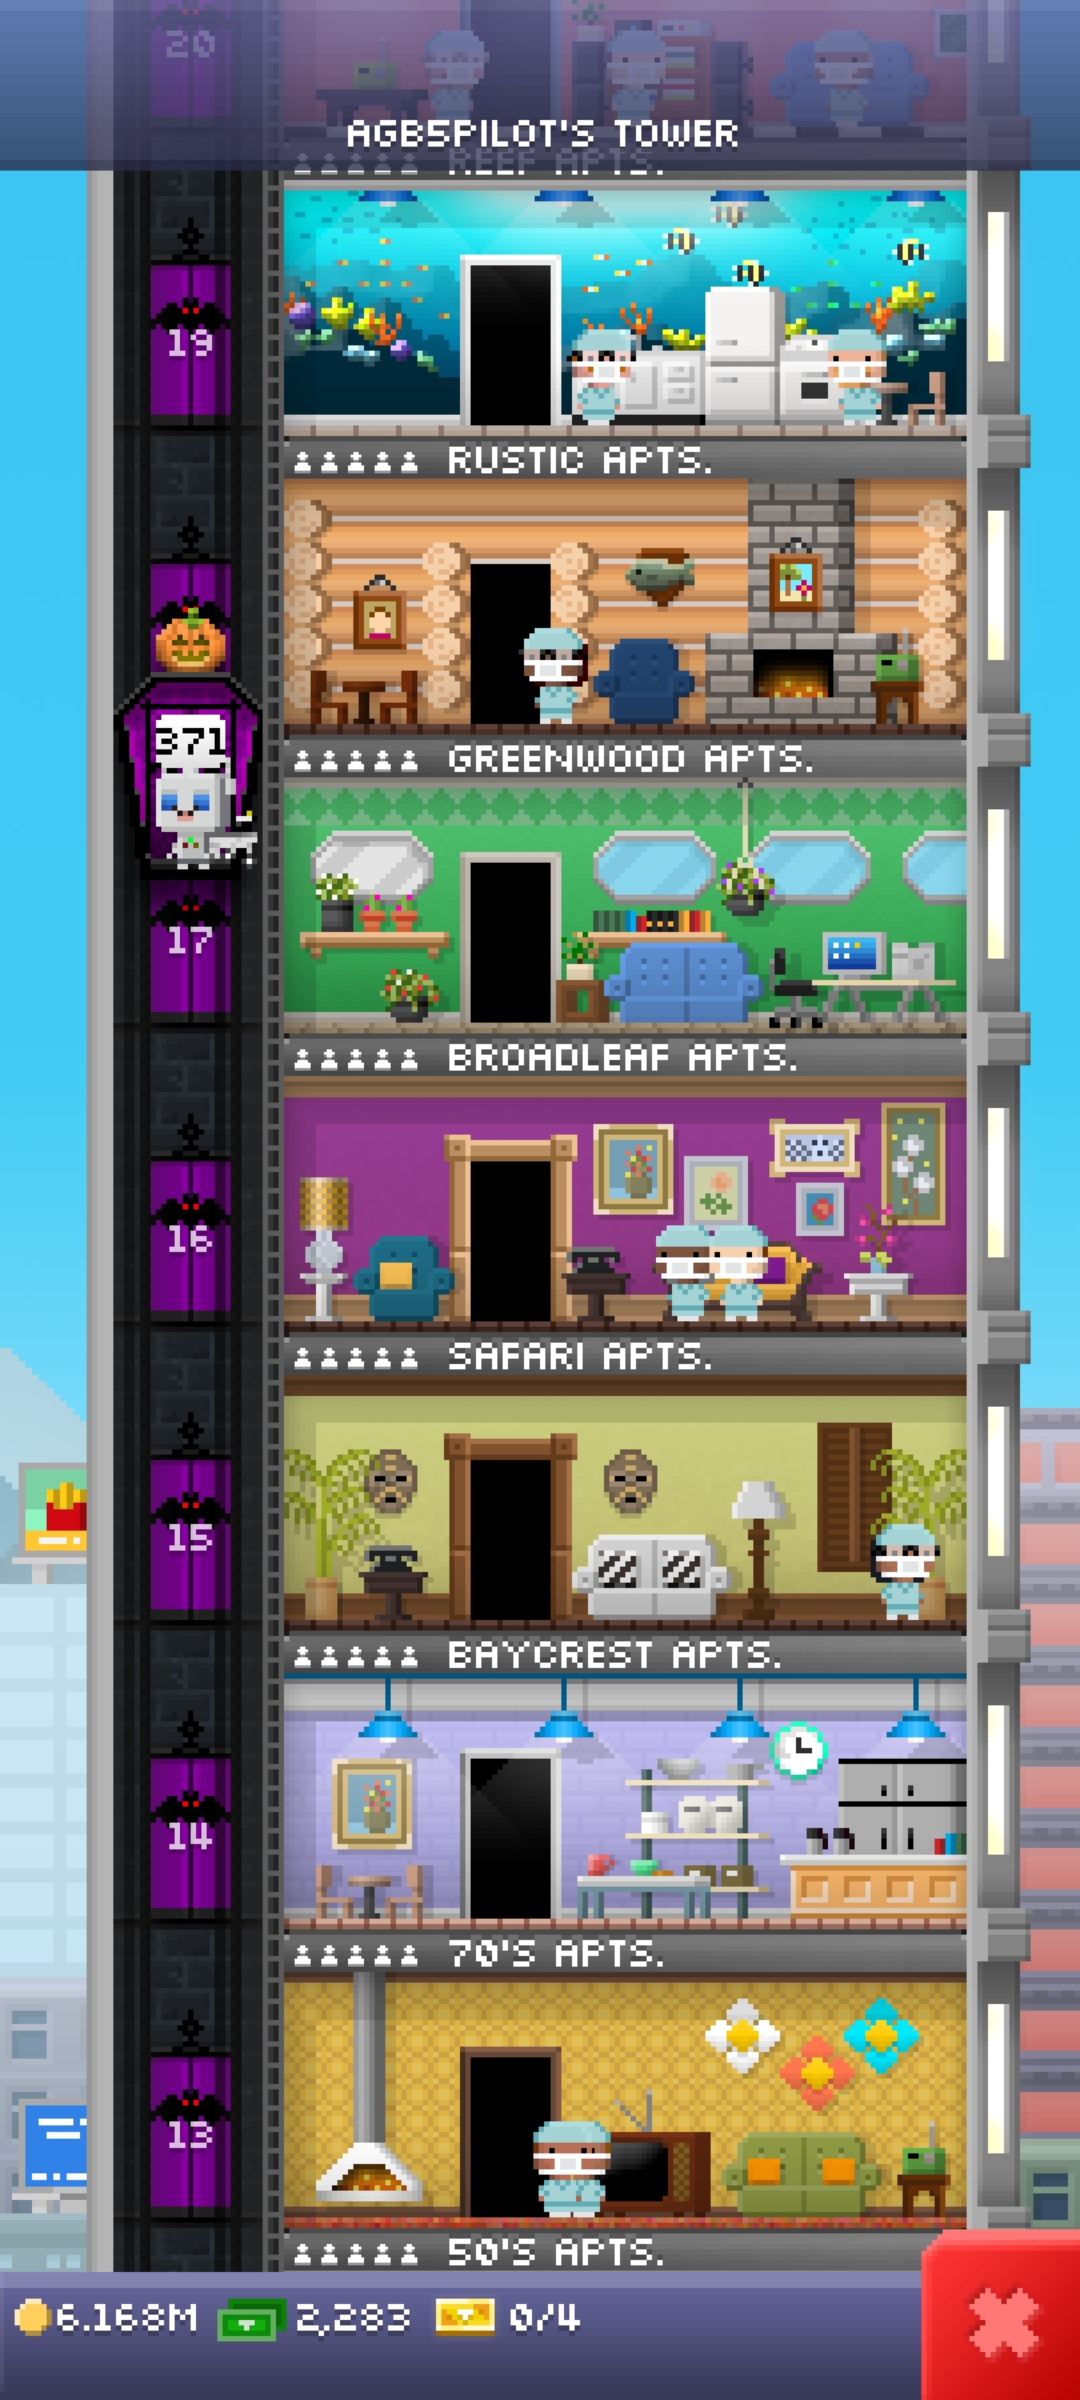 20
AGB5PILOT'S TOWER
REEF APTS.
19
RUSTIC APTS.
371
GREENWOOD APTS.
17
BROADLEAF APTS.
16
SAFARI APTS.
15
BAYCREST APTS.
14
70'S APTS.
13
50'S APTS.
6.168M 2,283 0/4